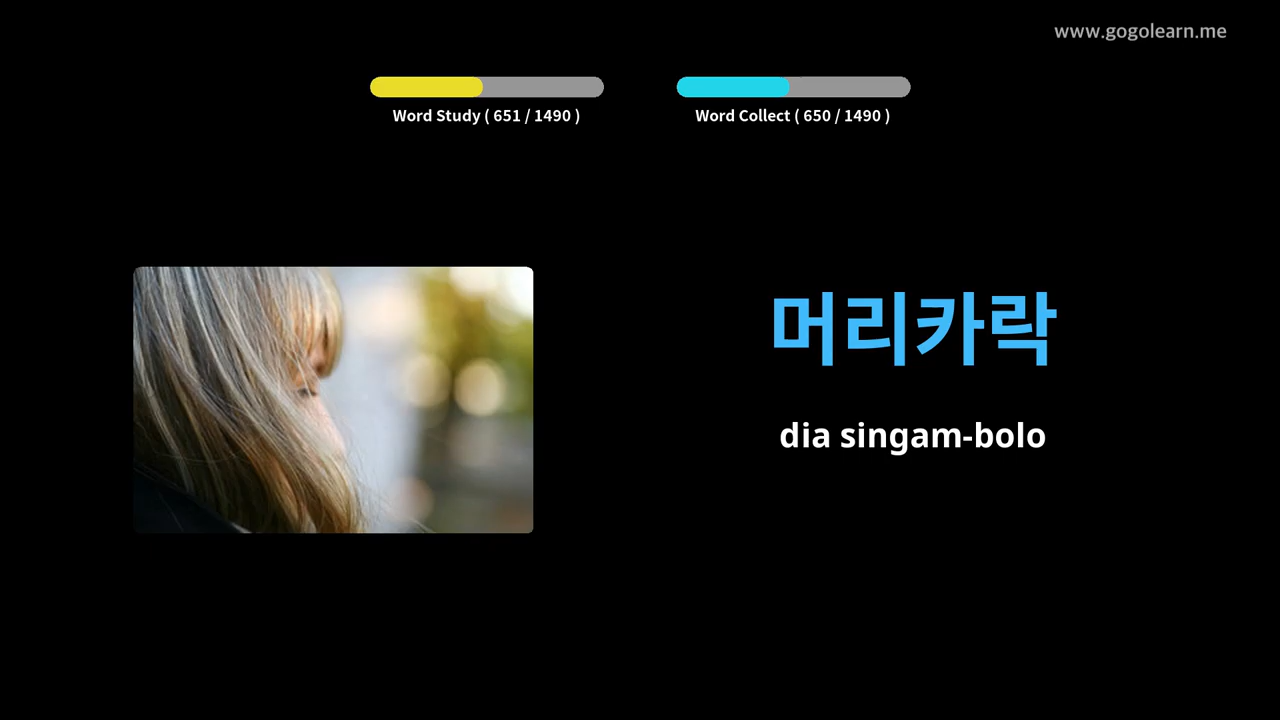 www.gogolearn.me
Word Study ( 651 / 1490 )
Word Collect ( 650 / 1490 )
머리카락
dia singam-bolo